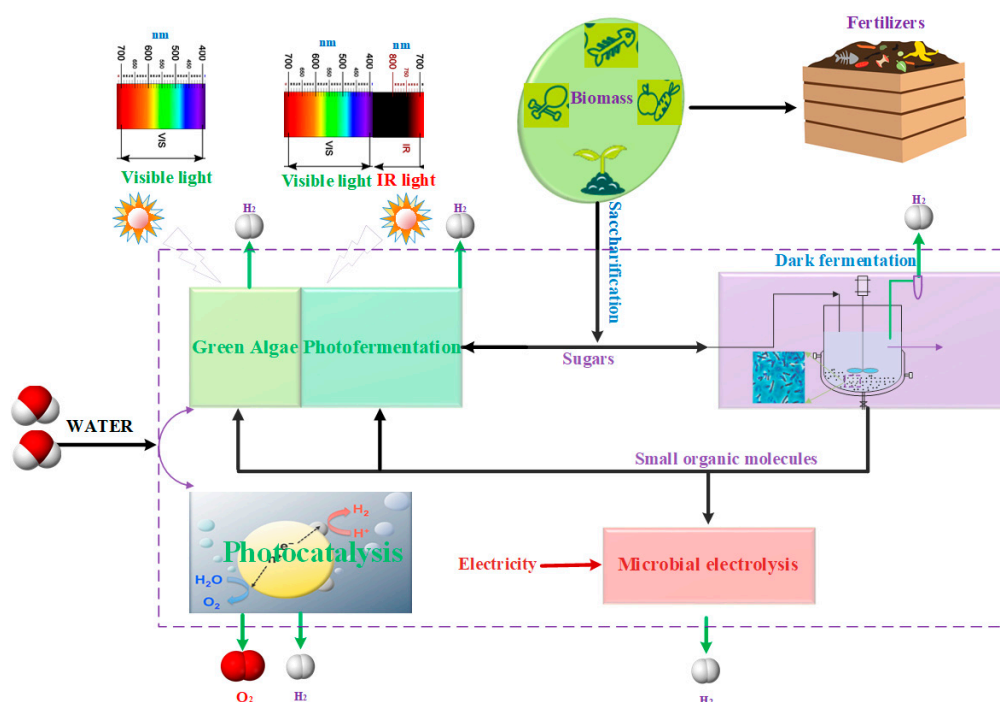 Fertilizers
nm
700 600 500 400
VIS
Visible light
nm nm
700 600 500 400 600 700
VIS
IR
Visible light IR light
Biomass
Saccharification
H₂
H₂
H₂
Dark fermentation
Green Algae
Photofermentation
Sugars
WATER
Small organic molecules
H₂
H⁺
Photocatalysis
e⁻
h⁺
H₂O
O₂
Electricity
Microbial electrolysis
O₂
H₂
H₂